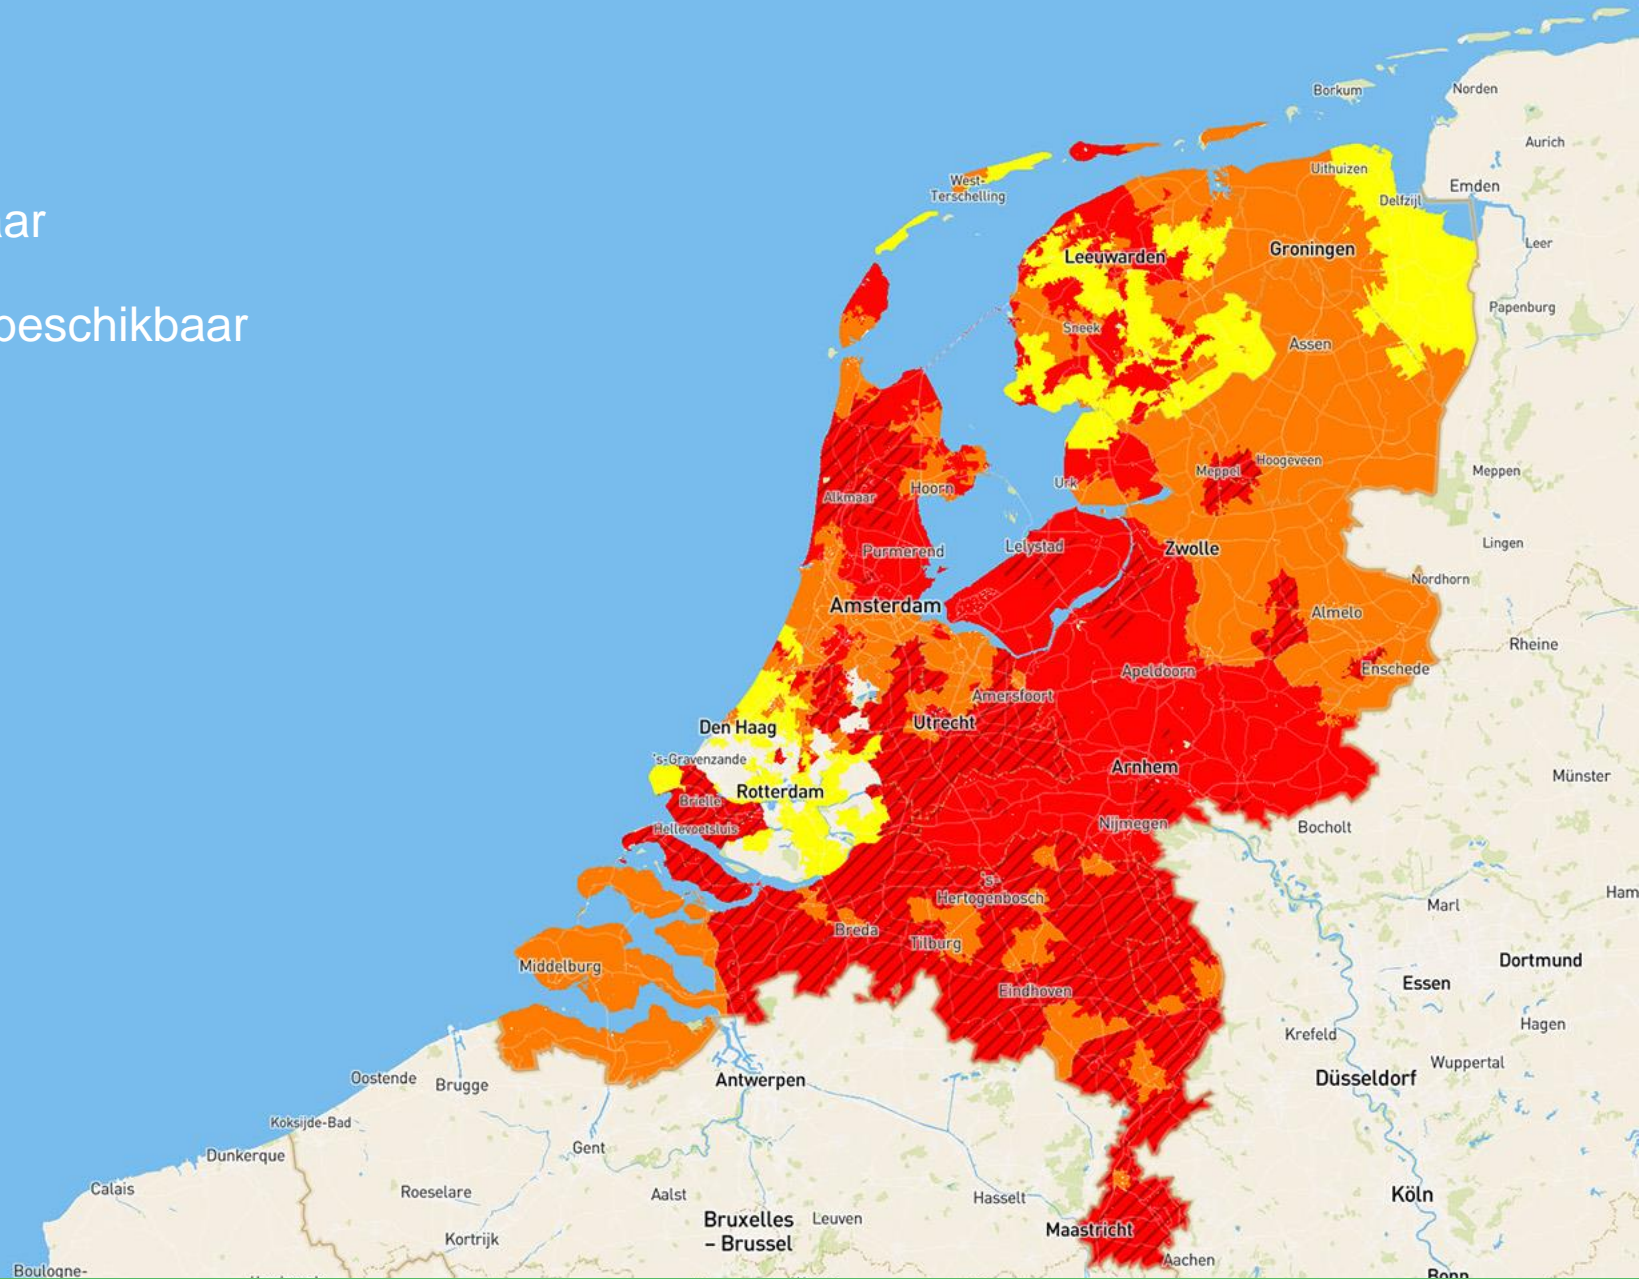 aar
beschikbaar
Borkum
Norden
Aurich
Uithuizen
Emden
Delfzijl
West-
Terschelling
Leer
Leeuwarden
Groningen
Papenburg
Sneek
Assen
Meppel
Hoogeveen
Meppen
Urk
Alkmaar
Hoorn
Lingen
Purmerend
Lelystad
Zwolle
Nordhorn
Amsterdam
Almelo
Rheine
Apeldoorn
Enschede
Amersfoort
Den Haag
Utrecht
's-Gravenzande
Arnhem
Münster
Rotterdam
Brielle
Hellevoetsluis
Nijmegen
Bocholt
's-
Hertogenbosch
Marl
Ham
Breda
Tilburg
Middelburg
Dortmund
Essen
Eindhoven
Hagen
Krefeld
Wuppertal
Oostende
Brugge
Antwerpen
Düsseldorf
Koksijde-Bad
Gent
Dunkerque
Calais
Roeselare
Aalst
Hasselt
Köln
Bruxelles
– Brussel
Leuven
Maastricht
Kortrijk
Aachen
Boulogne-
Bonn